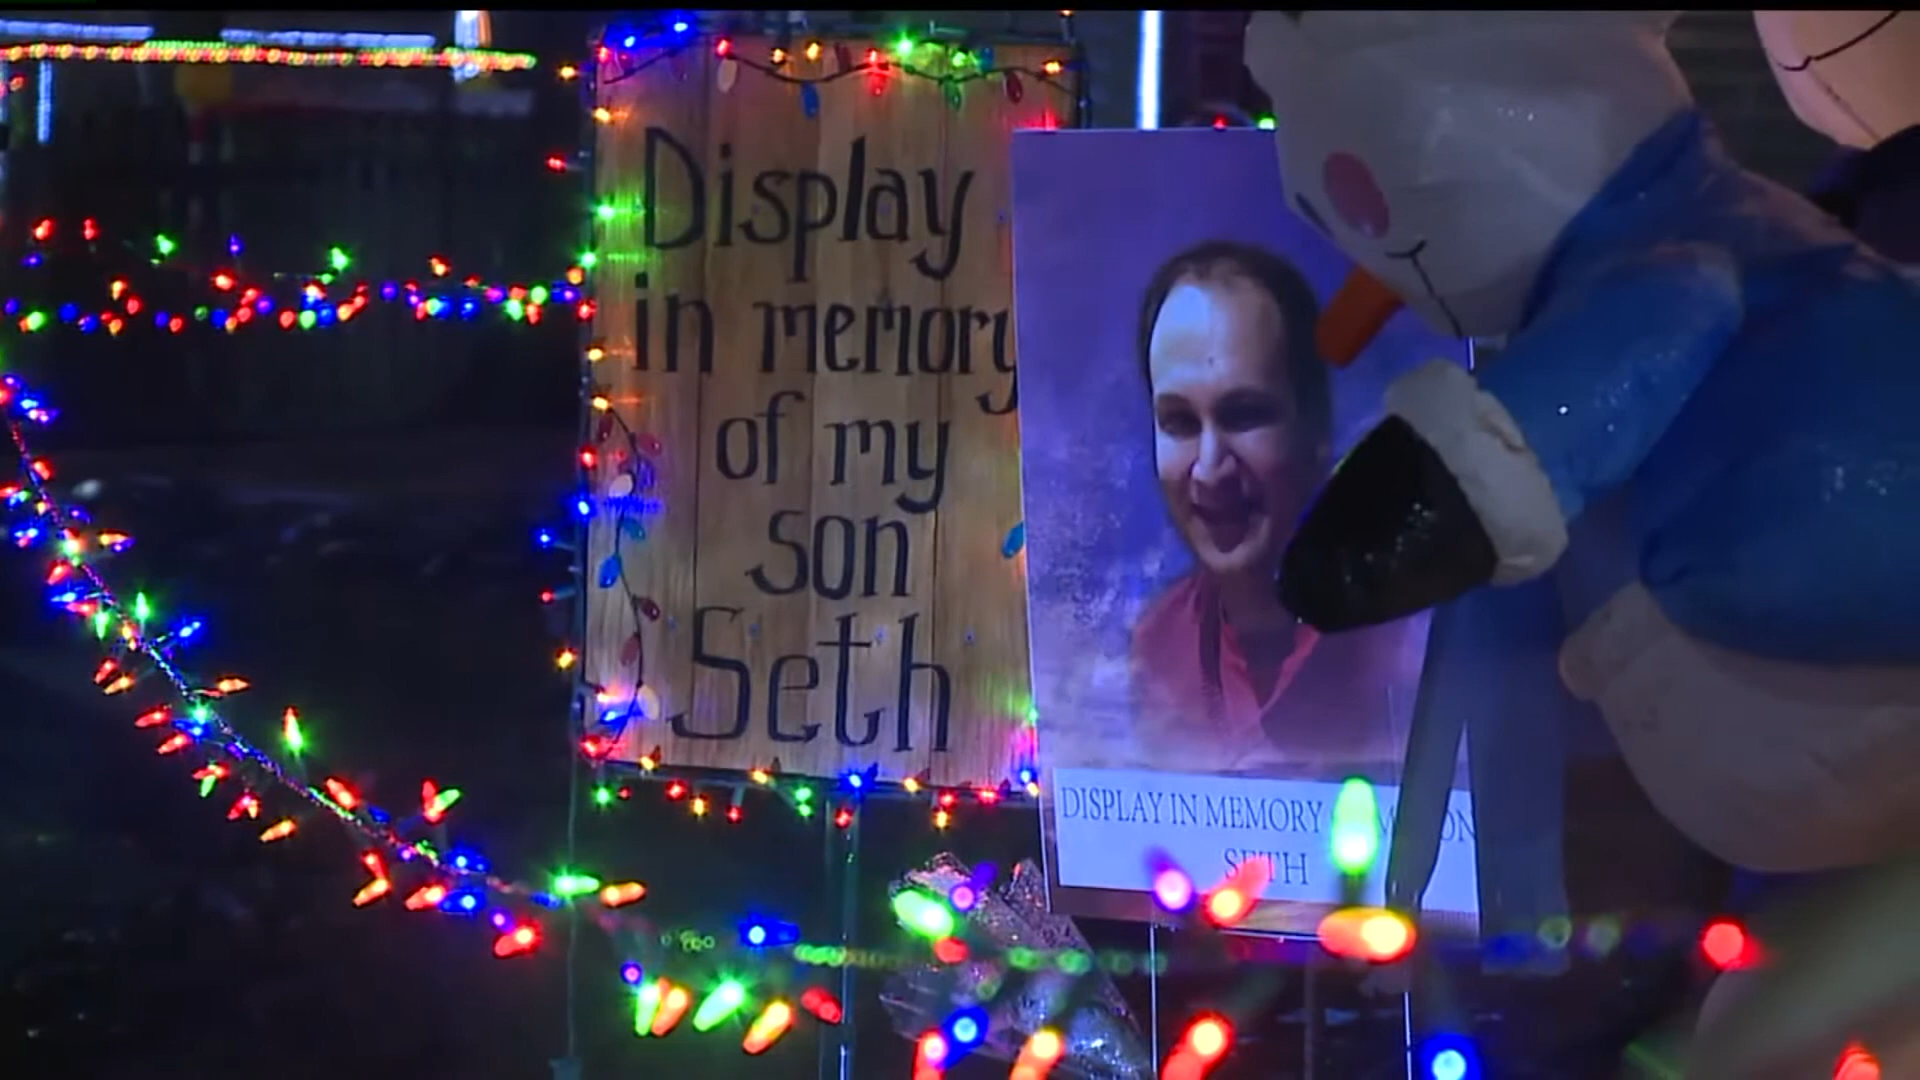 Display
in memory
of my
son
Seth
DISPLAY IN MEMORY
SETH